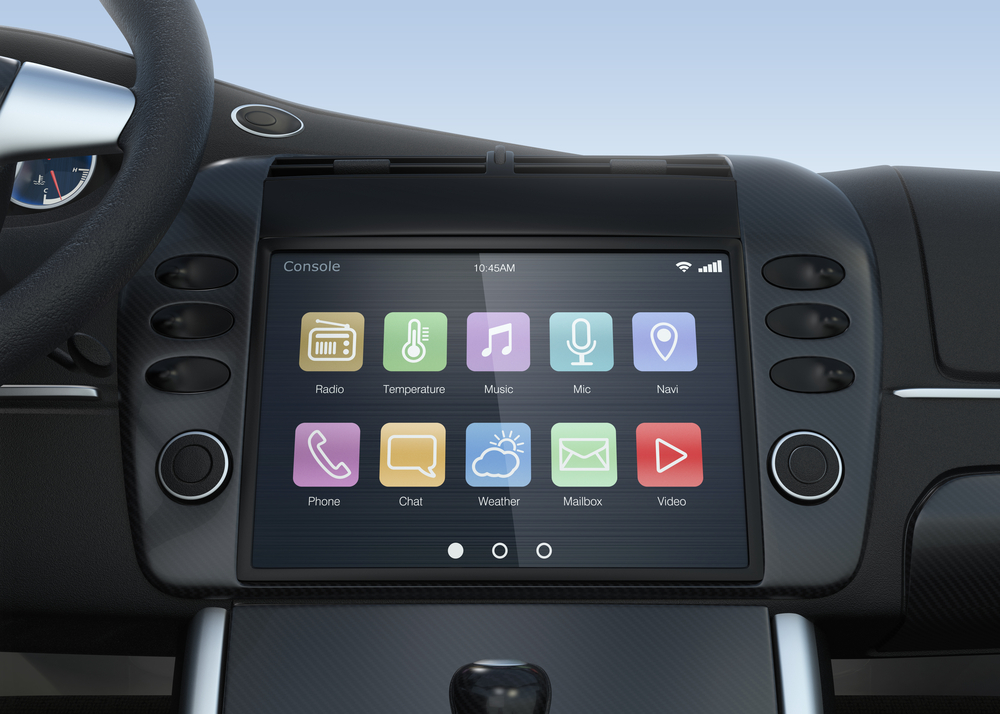 H
C
Console
10:45AM
Radio Temperature Music Mic Navi
Phone Chat Weather Mailbox Video